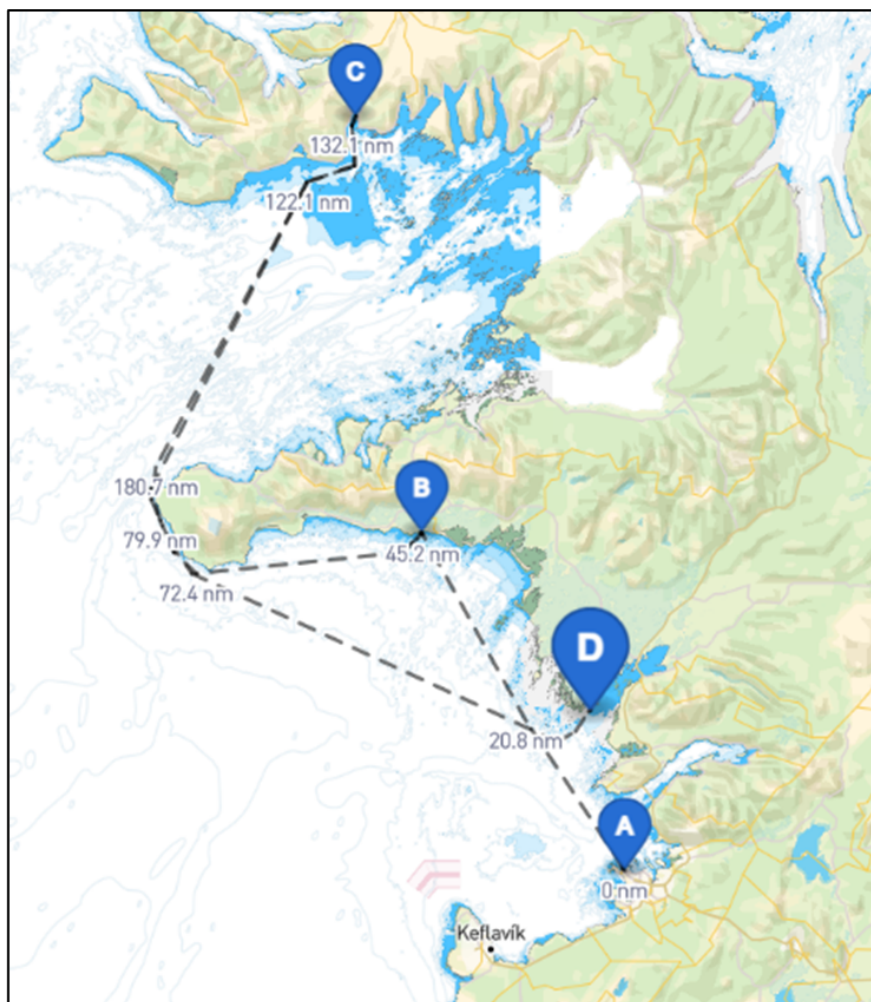 C
132.1 nm
122.1 nm
180.7 nm
B
79.9 nm
45.2 nm
72.4 nm
D
20.8 nm
A
0 nm
Keflavík